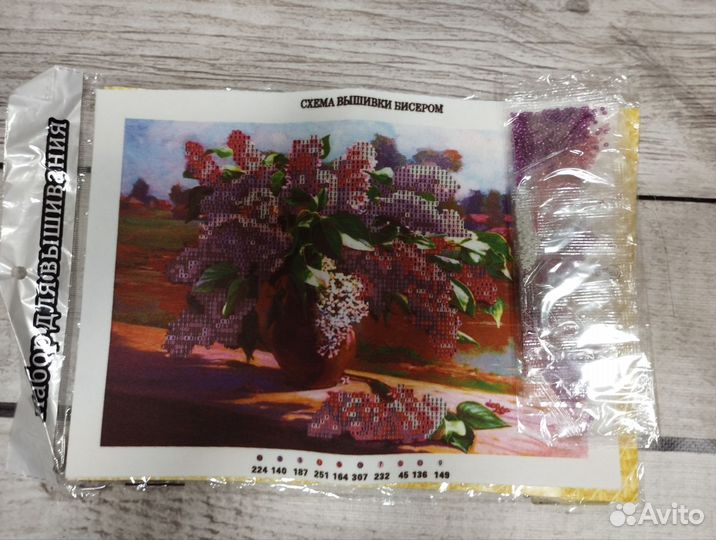 СХЕМА ВЫШИВКИ БИСЕРОМ
набор для вышивания
224 140 187 251 164 307 232 45 136 149
Avito